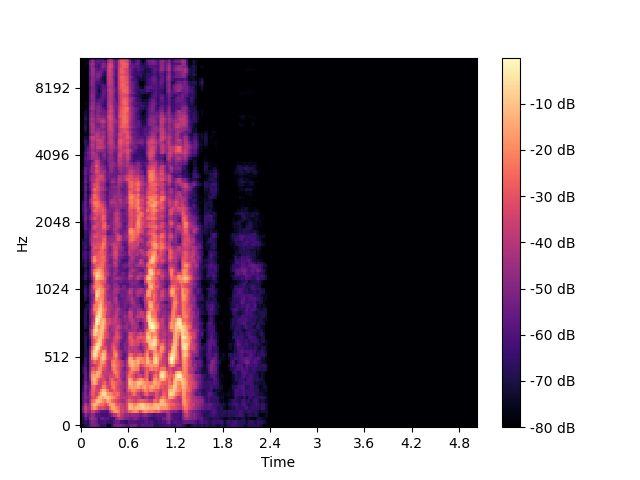 8192
4096
2048
1024
512
0
Hz
0 0.6 1.2 1.8 2.4 3 3.6 4.2 4.8
Time
-10 dB
-20 dB
-30 dB
-40 dB
-50 dB
-60 dB
-70 dB
-80 dB